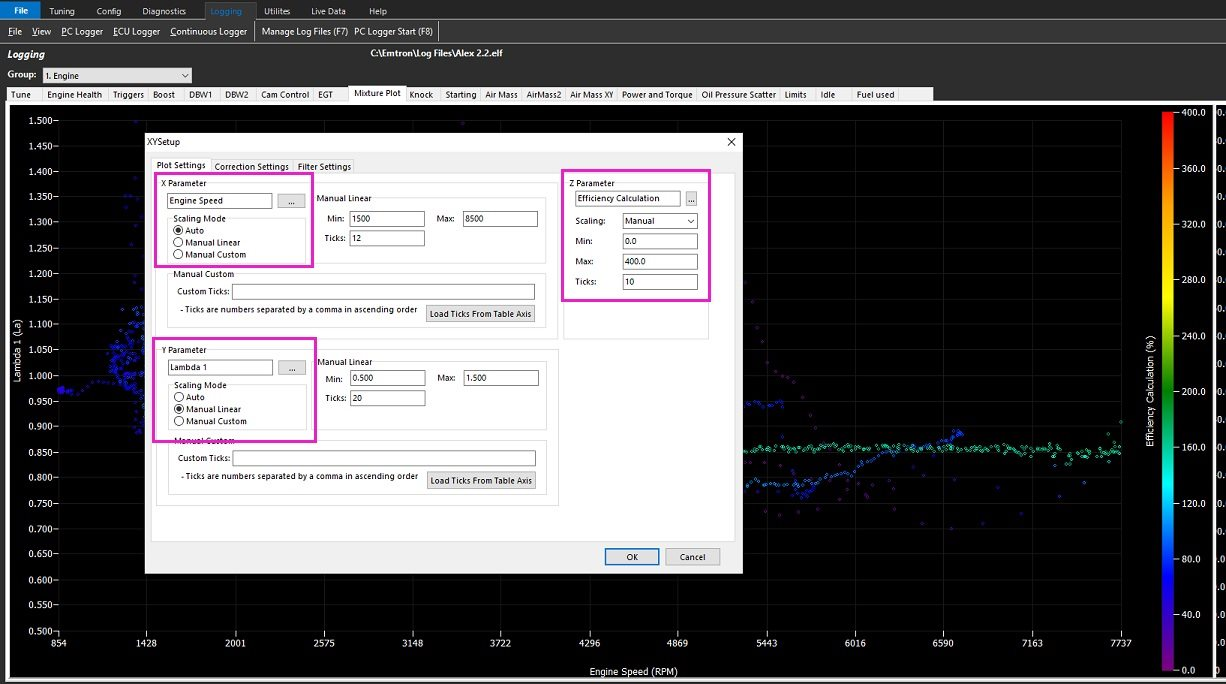 File Tuning Config Diagnostics Logging Utilites Live Data Help
File View PC Logger ECU Logger Continuous Logger Manage Log Files (F7) PC Logger Start (F8)
Logging C:\Emtron\Log Files\Alex 2.2.elf
Group: 1. Engine
Tune Engine Health Triggers Boost DBW1 DBW2 Cam Control EGT Mixture Plot Knock Starting Air Mass AirMass2 Air Mass XY Power and Torque Oil Pressure Scatter Limits Idle Fuel used
XYSetup
Plot Settings Correction Settings Filter Settings
X Parameter
Engine Speed ...
Scaling Mode
Auto
Manual Linear
Manual Custom
Manual Linear
Min: 1500 Max: 8500
Ticks: 12
Manual Custom
Custom Ticks:
- Ticks are numbers separated by a comma in ascending order Load Ticks From Table Axis
Z Parameter
Efficiency Calculation ...
Scaling: Manual
Min: 0.0
Max: 400.0
Ticks: 10
Y Parameter
Lambda 1 ...
Scaling Mode
Auto
Manual Linear
Manual Custom
Manual Linear
Min: 0.500 Max: 1.500
Ticks: 20
Manual Custom
Custom Ticks:
- Ticks are numbers separated by a comma in ascending order Load Ticks From Table Axis
OK Cancel
Lambda 1 (La)
1.500
1.450
1.400
1.350
1.300
1.250
1.200
1.150
1.100
1.050
1.000
0.950
0.900
0.850
0.800
0.750
0.700
0.650
0.600
0.550
0.500
854 1428 2001 2575 3148 3722 4296 4869 5443 6016 6590 7163 7737
Engine Speed (RPM)
Efficiency Calculation (%)
400.0
360.0
320.0
280.0
240.0
200.0
160.0
120.0
80.0
40.0
0.0